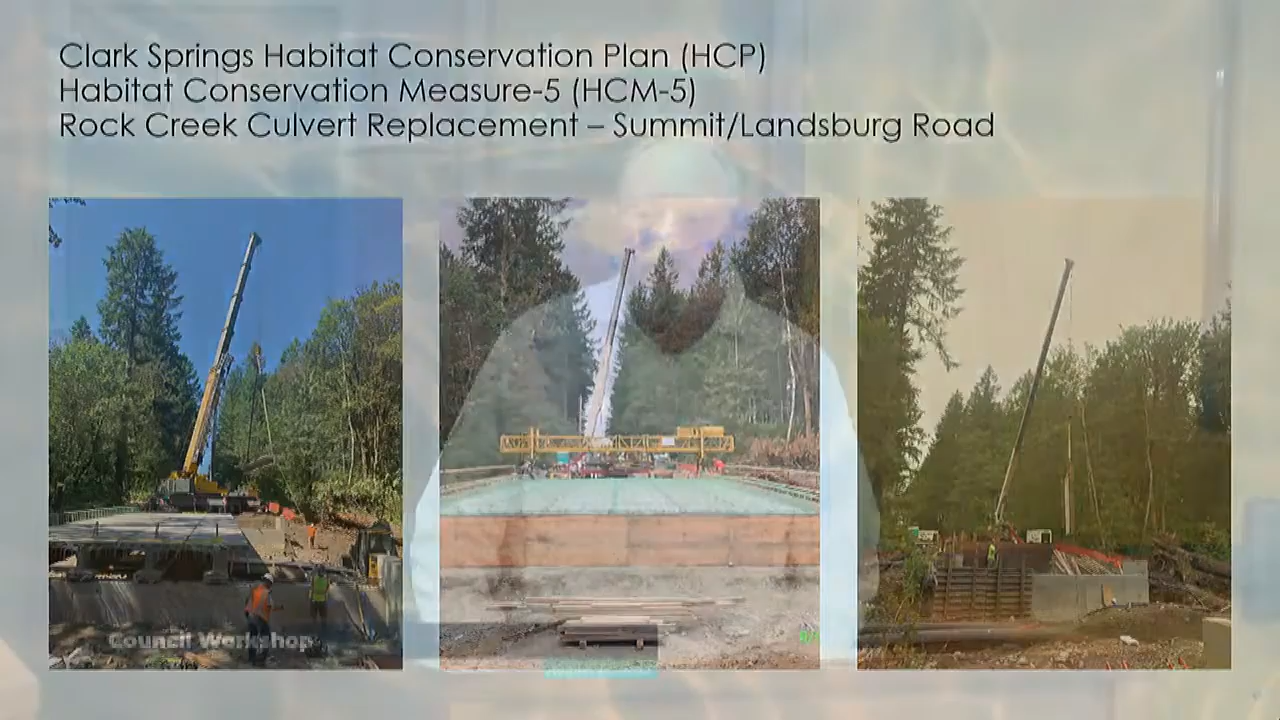 Clark Springs Habitat Conservation Plan (HCP)
Habitat Conservation Measure-5 (HCM-5)
Rock Creek Culvert Replacement – Summit/Landsburg Road
Council Workshop